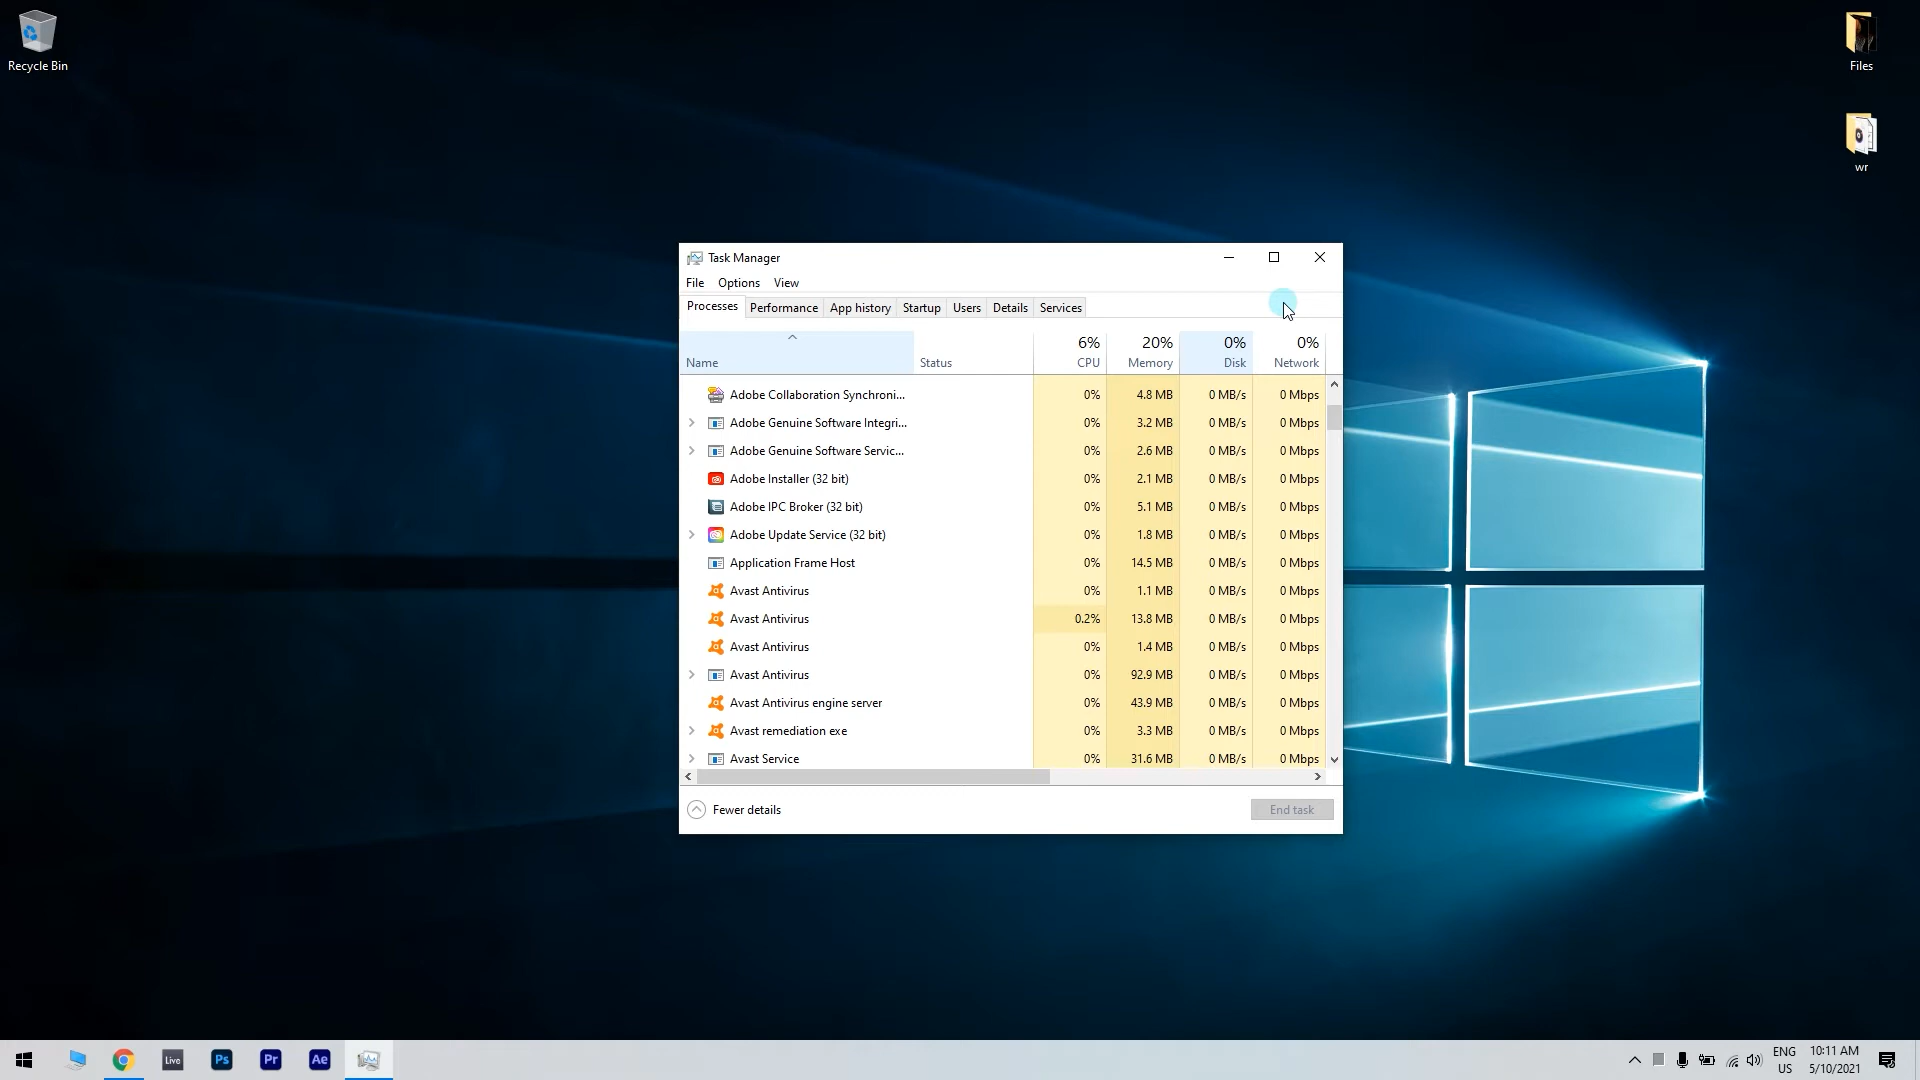 Recycle Bin
Files
wr
Task Manager
File Options View
Processes Performance App history Startup Users Details Services
6% 20% 0% 0%
Name Status CPU Memory Disk Network
Adobe Collaboration Synchroni... 0% 4.8 MB 0 MB/s 0 Mbps
Adobe Genuine Software Integri... 0% 3.2 MB 0 MB/s 0 Mbps
Adobe Genuine Software Servic... 0% 2.6 MB 0 MB/s 0 Mbps
Adobe Installer (32 bit) 0% 2.1 MB 0 MB/s 0 Mbps
Adobe IPC Broker (32 bit) 0% 5.1 MB 0 MB/s 0 Mbps
Adobe Update Service (32 bit) 0% 1.8 MB 0 MB/s 0 Mbps
Application Frame Host 0% 14.5 MB 0 MB/s 0 Mbps
Avast Antivirus 0% 1.1 MB 0 MB/s 0 Mbps
Avast Antivirus 0.2% 13.8 MB 0 MB/s 0 Mbps
Avast Antivirus 0% 1.4 MB 0 MB/s 0 Mbps
Avast Antivirus 0% 92.9 MB 0 MB/s 0 Mbps
Avast Antivirus engine server 0% 43.9 MB 0 MB/s 0 Mbps
Avast remediation exe 0% 3.3 MB 0 MB/s 0 Mbps
Avast Service 0% 31.6 MB 0 MB/s 0 Mbps
Fewer details End task
Live Ps Pr Ae
ENG 10:11 AM
US 5/10/2021